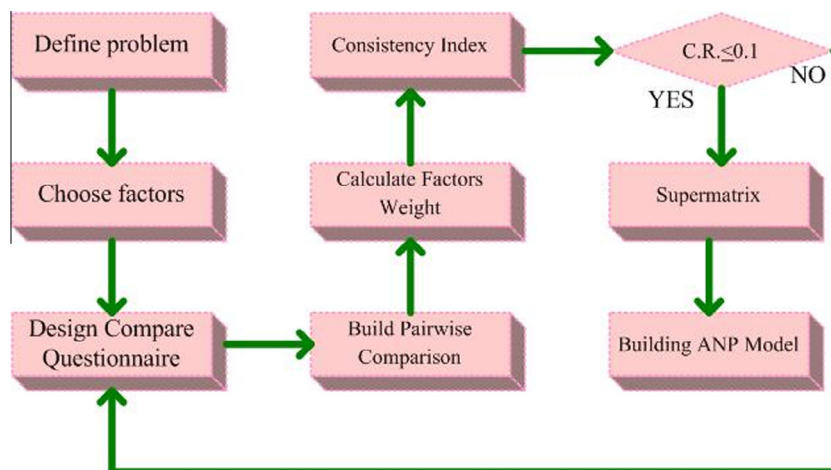 Define problem
Choose factors
Design Compare
Questionnaire
Build Pairwise
Comparison
Calculate Factors
Weight
Consistency Index
C.R.≤0.1
YES
NO
Supermatrix
Building ANP Model